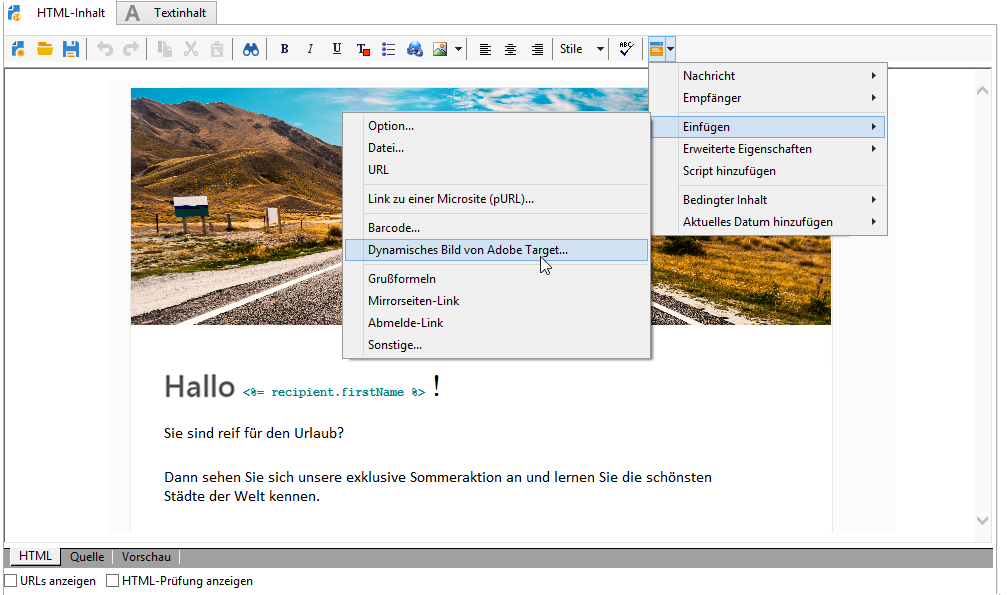 HTML-Inhalt
A Textinhalt
B I U T Stile ABC
Nachricht
Empfänger
Einfügen
Erweiterte Eigenschaften
Script hinzufügen
Bedingter Inhalt
Aktuelles Datum hinzufügen
Option...
Datei...
URL
Link zu einer Microsite (pURL)...
Barcode...
Dynamisches Bild von Adobe Target...
Grußformeln
Mirrorseiten-Link
Abmelde-Link
Sonstige...
Hallo <%= recipient.firstName %> !
Sie sind reif für den Urlaub?
Dann sehen Sie sich unsere exklusive Sommeraktion an und lernen Sie die schönsten
Städte der Welt kennen.
HTML Quelle Vorschau
URLs anzeigen HTML-Prüfung anzeigen